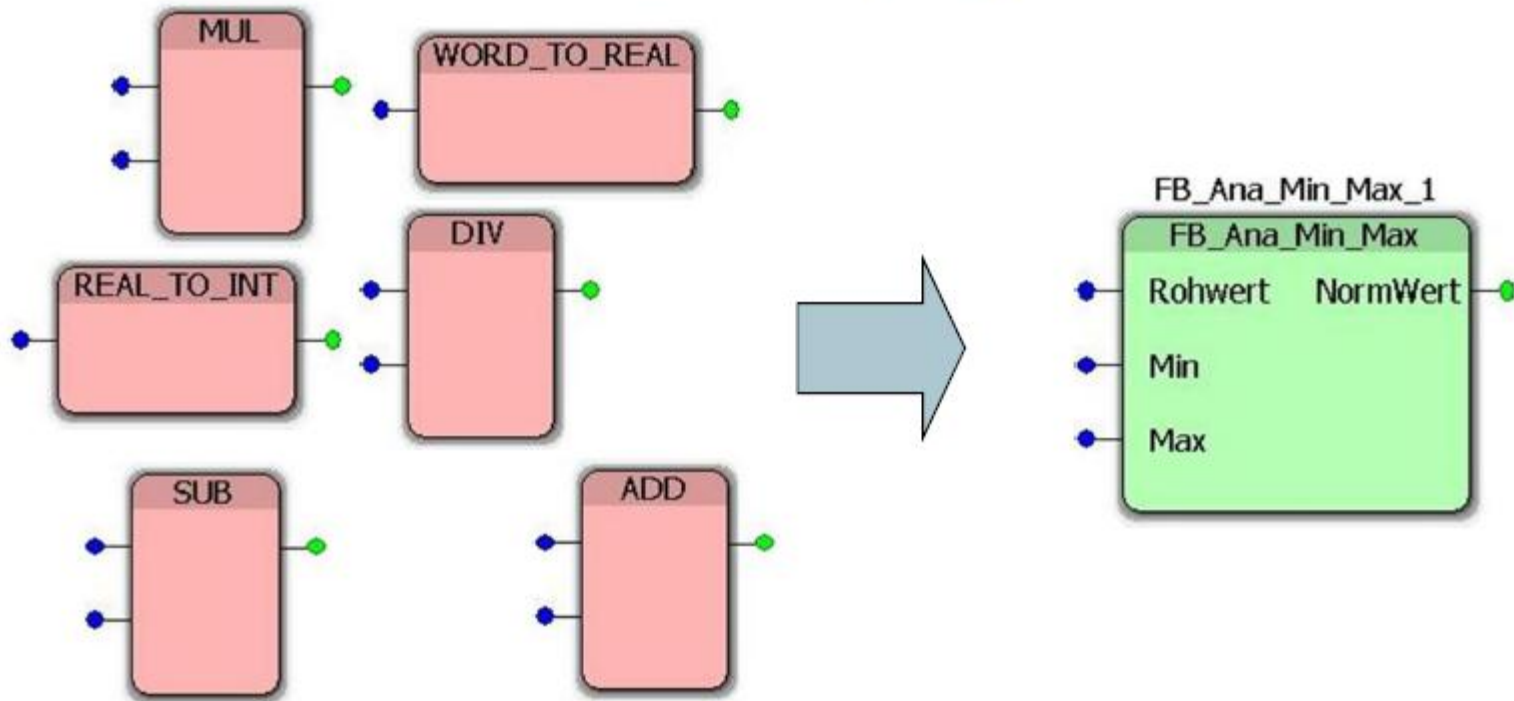 MUL
WORD_TO_REAL
REAL_TO_INT
DIV
SUB
ADD
FB_Ana_Min_Max_1
FB_Ana_Min_Max
Rohwert NormWert
Min
Max